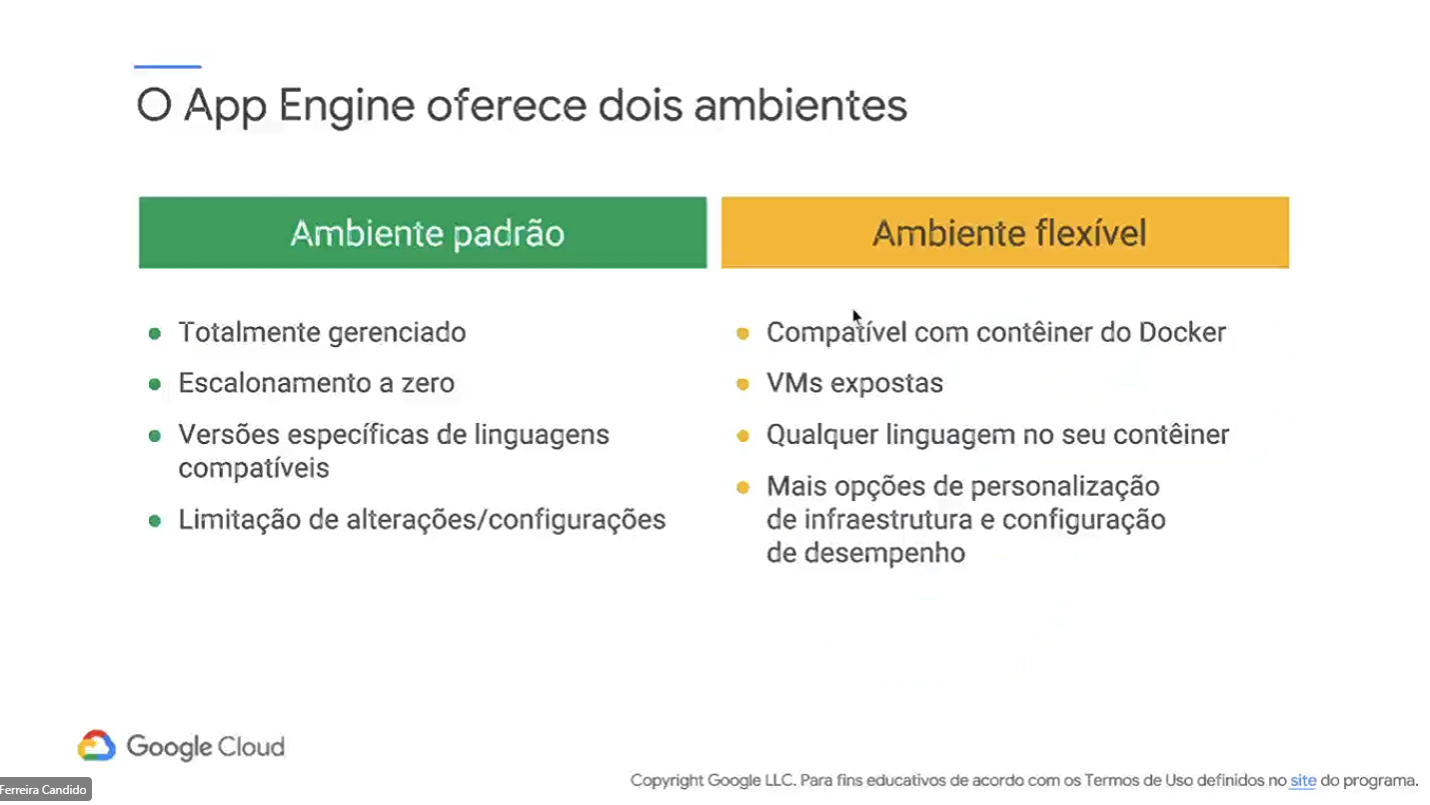 O App Engine oferece dois ambientes
Ambiente padrão
Totalmente gerenciado
Escalonamento a zero
Versões específicas de linguagens
compatíveis
Limitação de alterações/configurações
Ambiente flexível
Compatível com contêiner do Docker
VMs expostas
Qualquer linguagem no seu contêiner
Mais opções de personalização
de infraestrutura e configuração
de desempenho
Google Cloud
Ferreira Candido
Copyright Google LLC. Para fins educativos de acordo com os Termos de Uso definidos no site do programa.